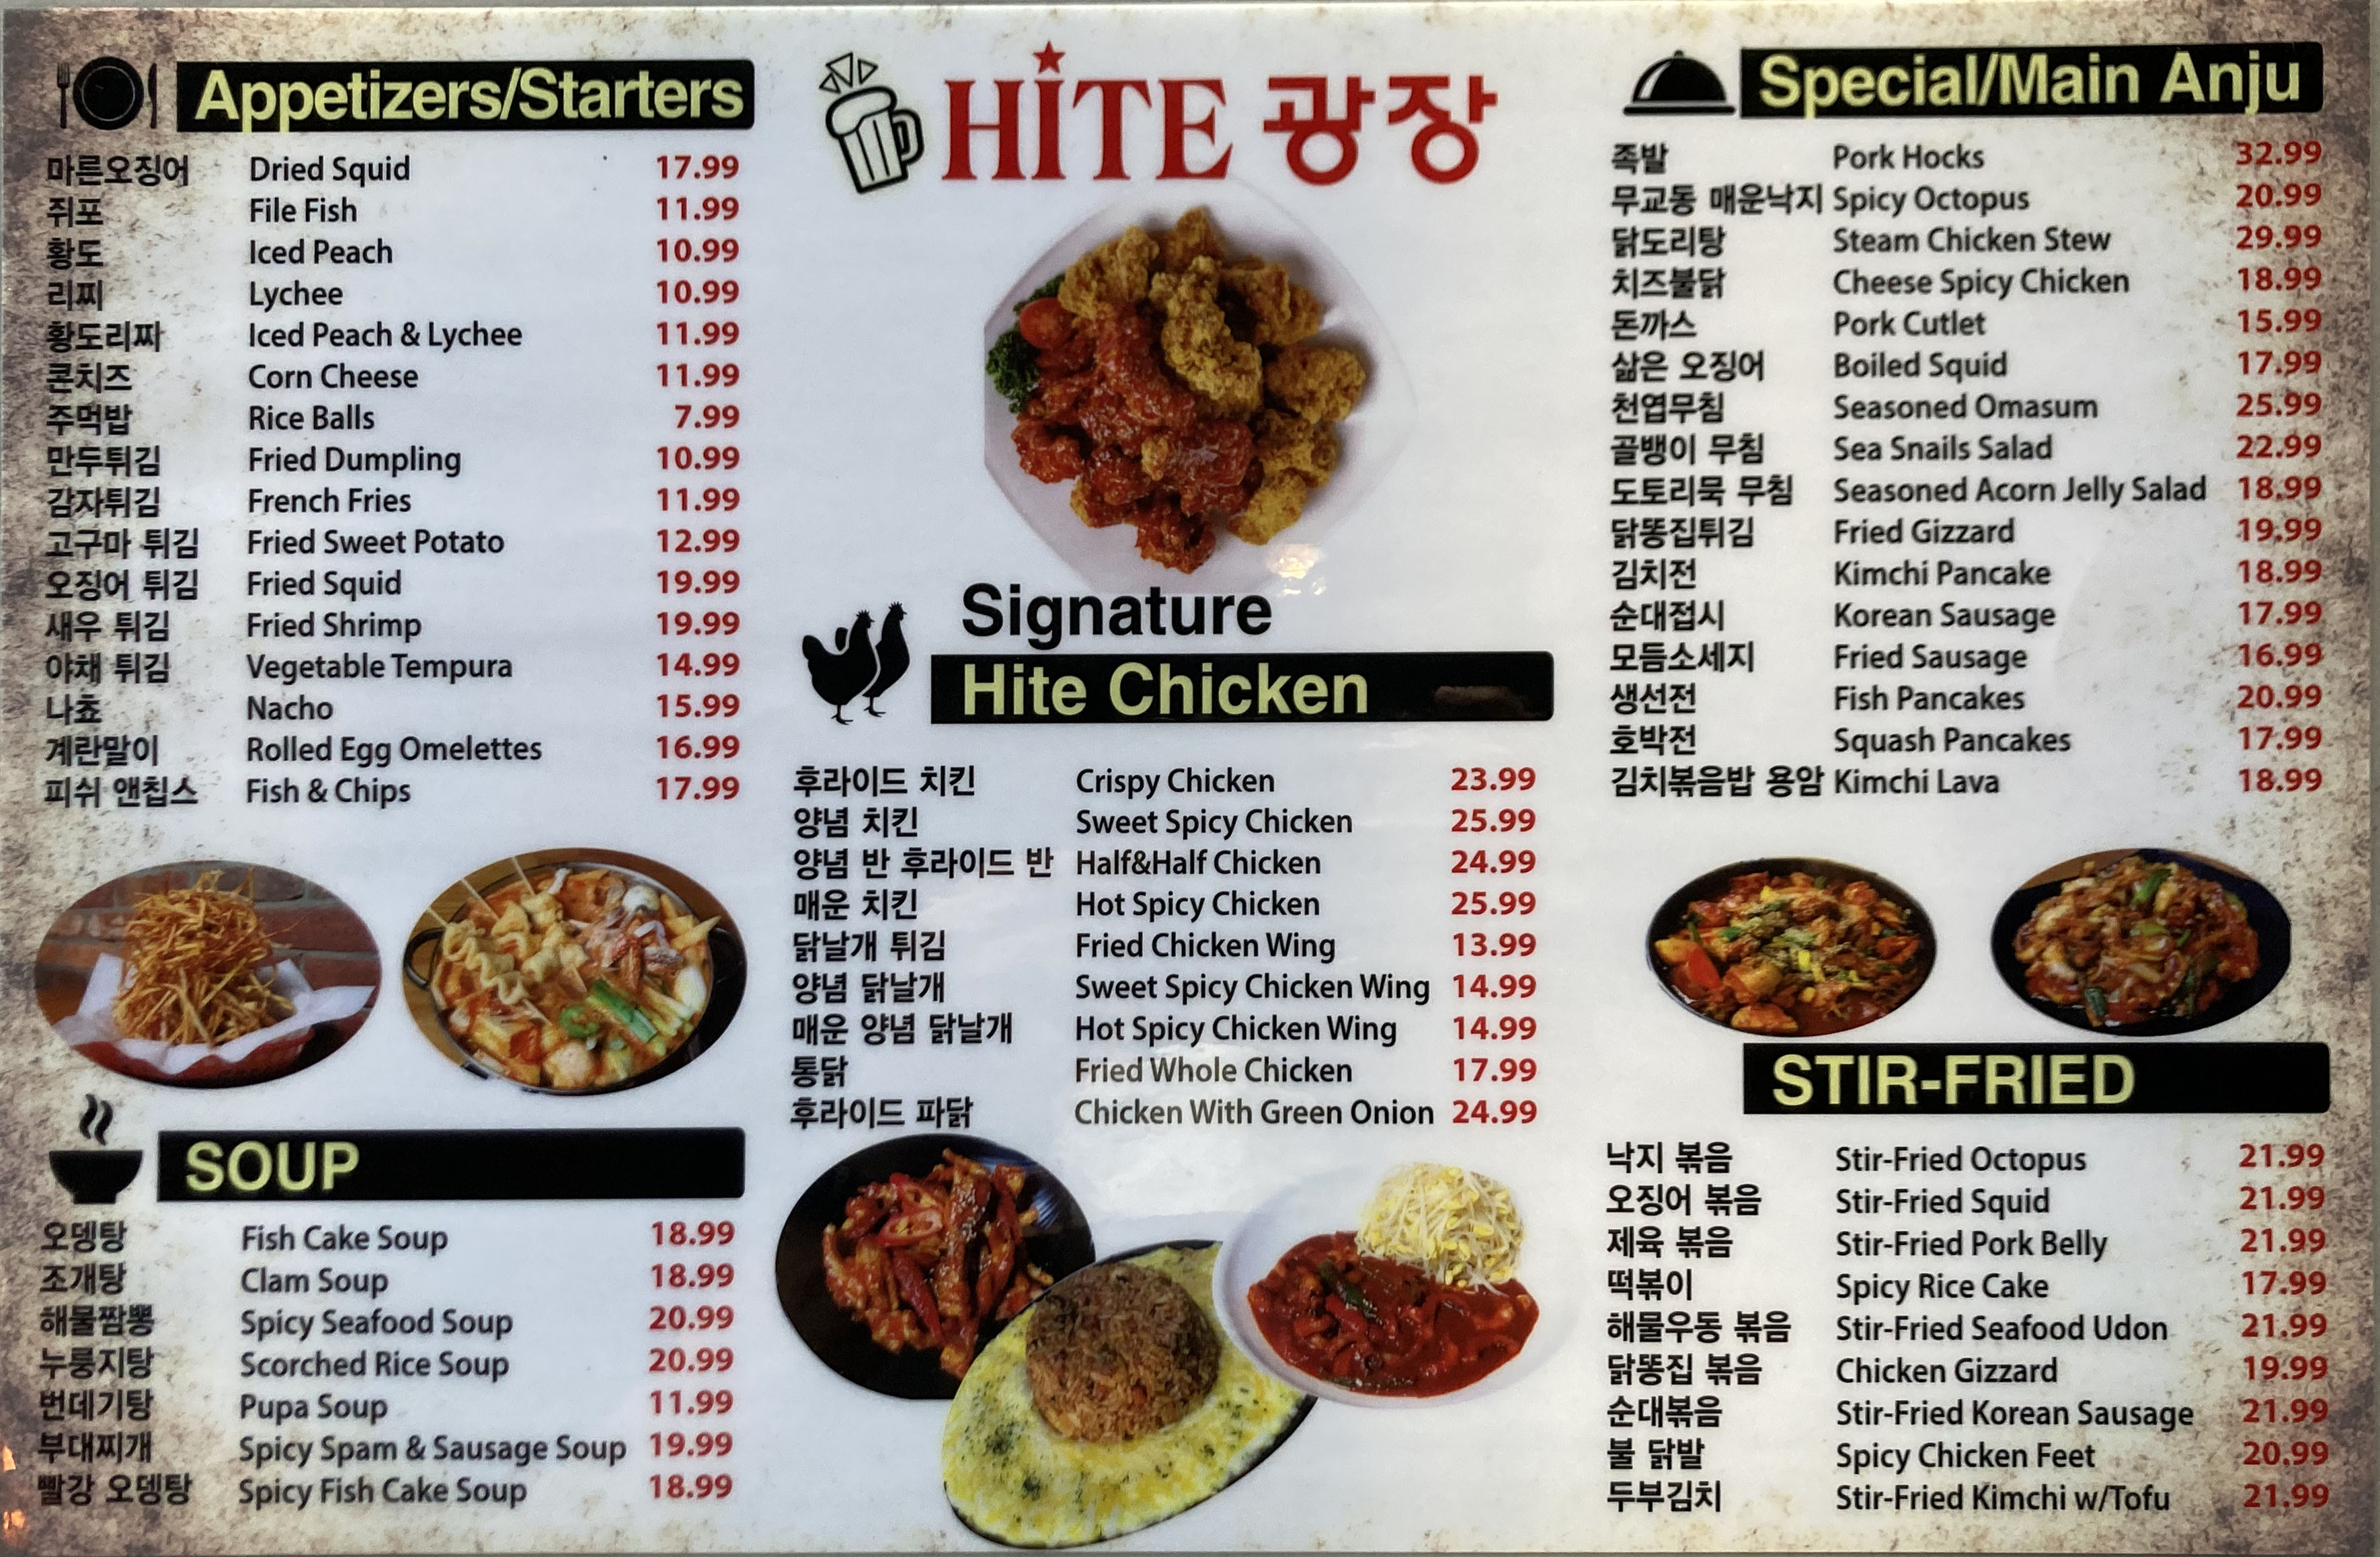 Appetizers/Starters
마른오징어 Dried Squid 17.99
쥐포 File Fish 11.99
황도 Iced Peach 10.99
리찌 Lychee 10.99
황도리짜 Iced Peach & Lychee 11.99
콘치즈 Corn Cheese 11.99
주먹밥 Rice Balls 7.99
만두튀김 Fried Dumpling 10.99
감자튀김 French Fries 11.99
고구마 튀김 Fried Sweet Potato 12.99
오징어 튀김 Fried Squid 19.99
새우 튀김 Fried Shrimp 19.99
야채 튀김 Vegetable Tempura 14.99
나쵸 Nacho 15.99
계란말이 Rolled Egg Omelettes 16.99
피쉬 앤칩스 Fish & Chips 17.99
SOUP
오뎅탕 Fish Cake Soup 18.99
조개탕 Clam Soup 18.99
해물짬뽕 Spicy Seafood Soup 20.99
누룽지탕 Scorched Rice Soup 20.99
번데기탕 Pupa Soup 11.99
부대찌개 Spicy Spam & Sausage Soup 19.99
빨강 오뎅탕 Spicy Fish Cake Soup 18.99
HITE 광장
Signature
Hite Chicken
후라이드 치킨 Crispy Chicken 23.99
양념 치킨 Sweet Spicy Chicken 25.99
양념 반 후라이드 반 Half&Half Chicken 24.99
매운 치킨 Hot Spicy Chicken 25.99
닭날개 튀김 Fried Chicken Wing 13.99
양념 닭날개 Sweet Spicy Chicken Wing 14.99
매운 양념 닭날개 Hot Spicy Chicken Wing 14.99
통닭 Fried Whole Chicken 17.99
후라이드 파닭 Chicken With Green Onion 24.99
Special/Main Anju
족발 Pork Hocks 32.99
무교동 매운낙지 Spicy Octopus 20.99
닭도리탕 Steam Chicken Stew 29.99
치즈불닭 Cheese Spicy Chicken 18.99
돈까스 Pork Cutlet 15.99
삶은 오징어 Boiled Squid 17.99
천엽무침 Seasoned Omasum 25.99
골뱅이 무침 Sea Snails Salad 22.99
도토리묵 무침 Seasoned Acorn Jelly Salad 18.99
닭똥집튀김 Fried Gizzard 19.99
김치전 Kimchi Pancake 18.99
순대접시 Korean Sausage 17.99
모듬소세지 Fried Sausage 16.99
생선전 Fish Pancakes 20.99
호박전 Squash Pancakes 17.99
김치볶음밥 용암 Kimchi Lava 18.99
STIR-FRIED
낙지 볶음 Stir-Fried Octopus 21.99
오징어 볶음 Stir-Fried Squid 21.99
제육 볶음 Stir-Fried Pork Belly 21.99
떡볶이 Spicy Rice Cake 17.99
해물우동 볶음 Stir-Fried Seafood Udon 21.99
닭똥집 볶음 Chicken Gizzard 19.99
순대볶음 Stir-Fried Korean Sausage 21.99
불 닭발 Spicy Chicken Feet 20.99
두부김치 Stir-Fried Kimchi w/Tofu 21.99